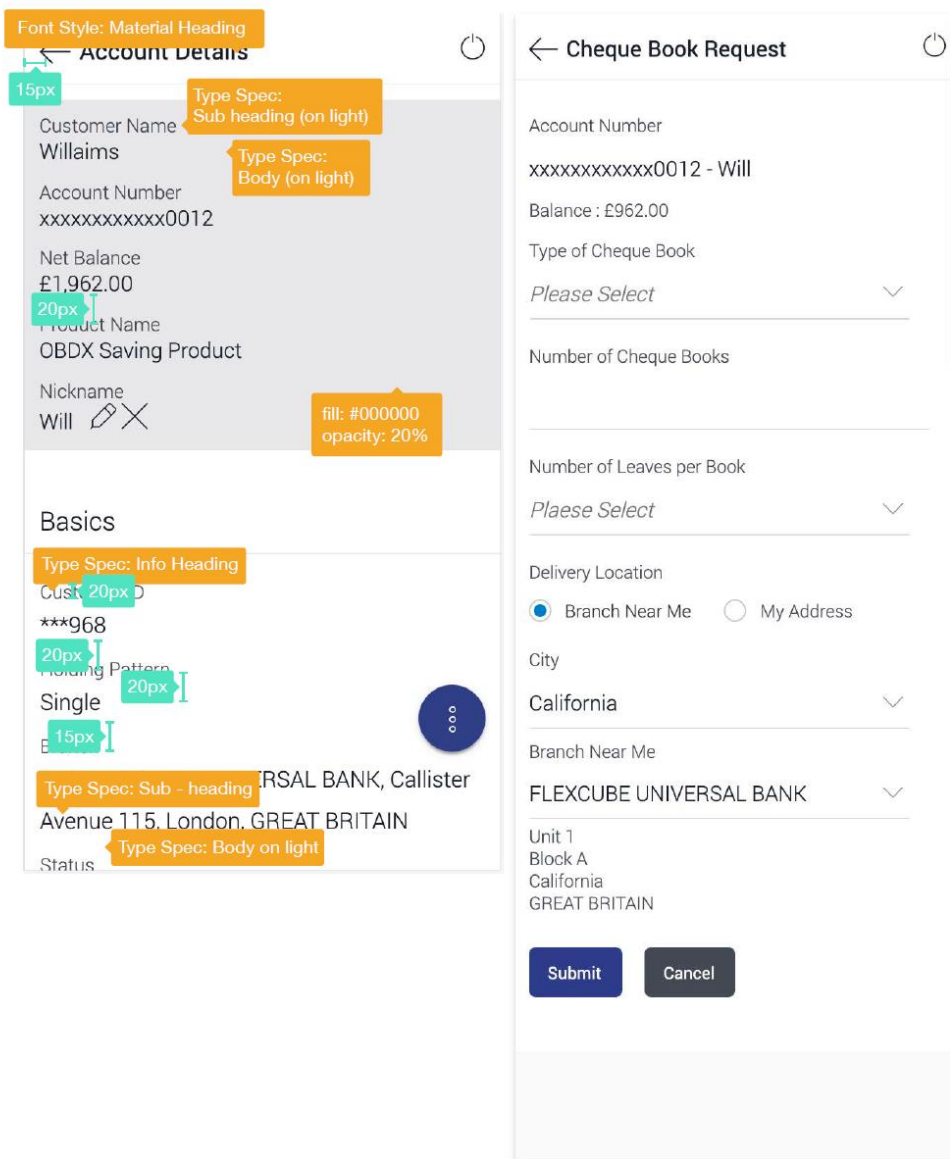 Font Style: Material Heading
Account Details
15px
Type Spec:
Sub heading (on light)
Customer Name
Willaims
Type Spec:
Body (on light)
Account Number
xxxxxxxxxxxx0012
Net Balance
£1,962.00
20px
Product Name
OBDX Saving Product
Nickname
Will
fill: #000000
opacity: 20%
Basics
Type Spec: Info Heading
20px
***968
20px
Holding Pattern
20px
Single
15px
Type Spec: Sub - heading
BANK, Callister
Avenue 115, London, GREAT BRITAIN
Type Spec: Body on light
Status
Cheque Book Request
Account Number
xxxxxxxxxxxx0012 - Will
Balance : £962.00
Type of Cheque Book
Please Select
Number of Cheque Books
Number of Leaves per Book
Plaese Select
Delivery Location
Branch Near Me
My Address
City
California
Branch Near Me
FLEXCUBE UNIVERSAL BANK
Unit 1
Block A
California
GREAT BRITAIN
Submit
Cancel